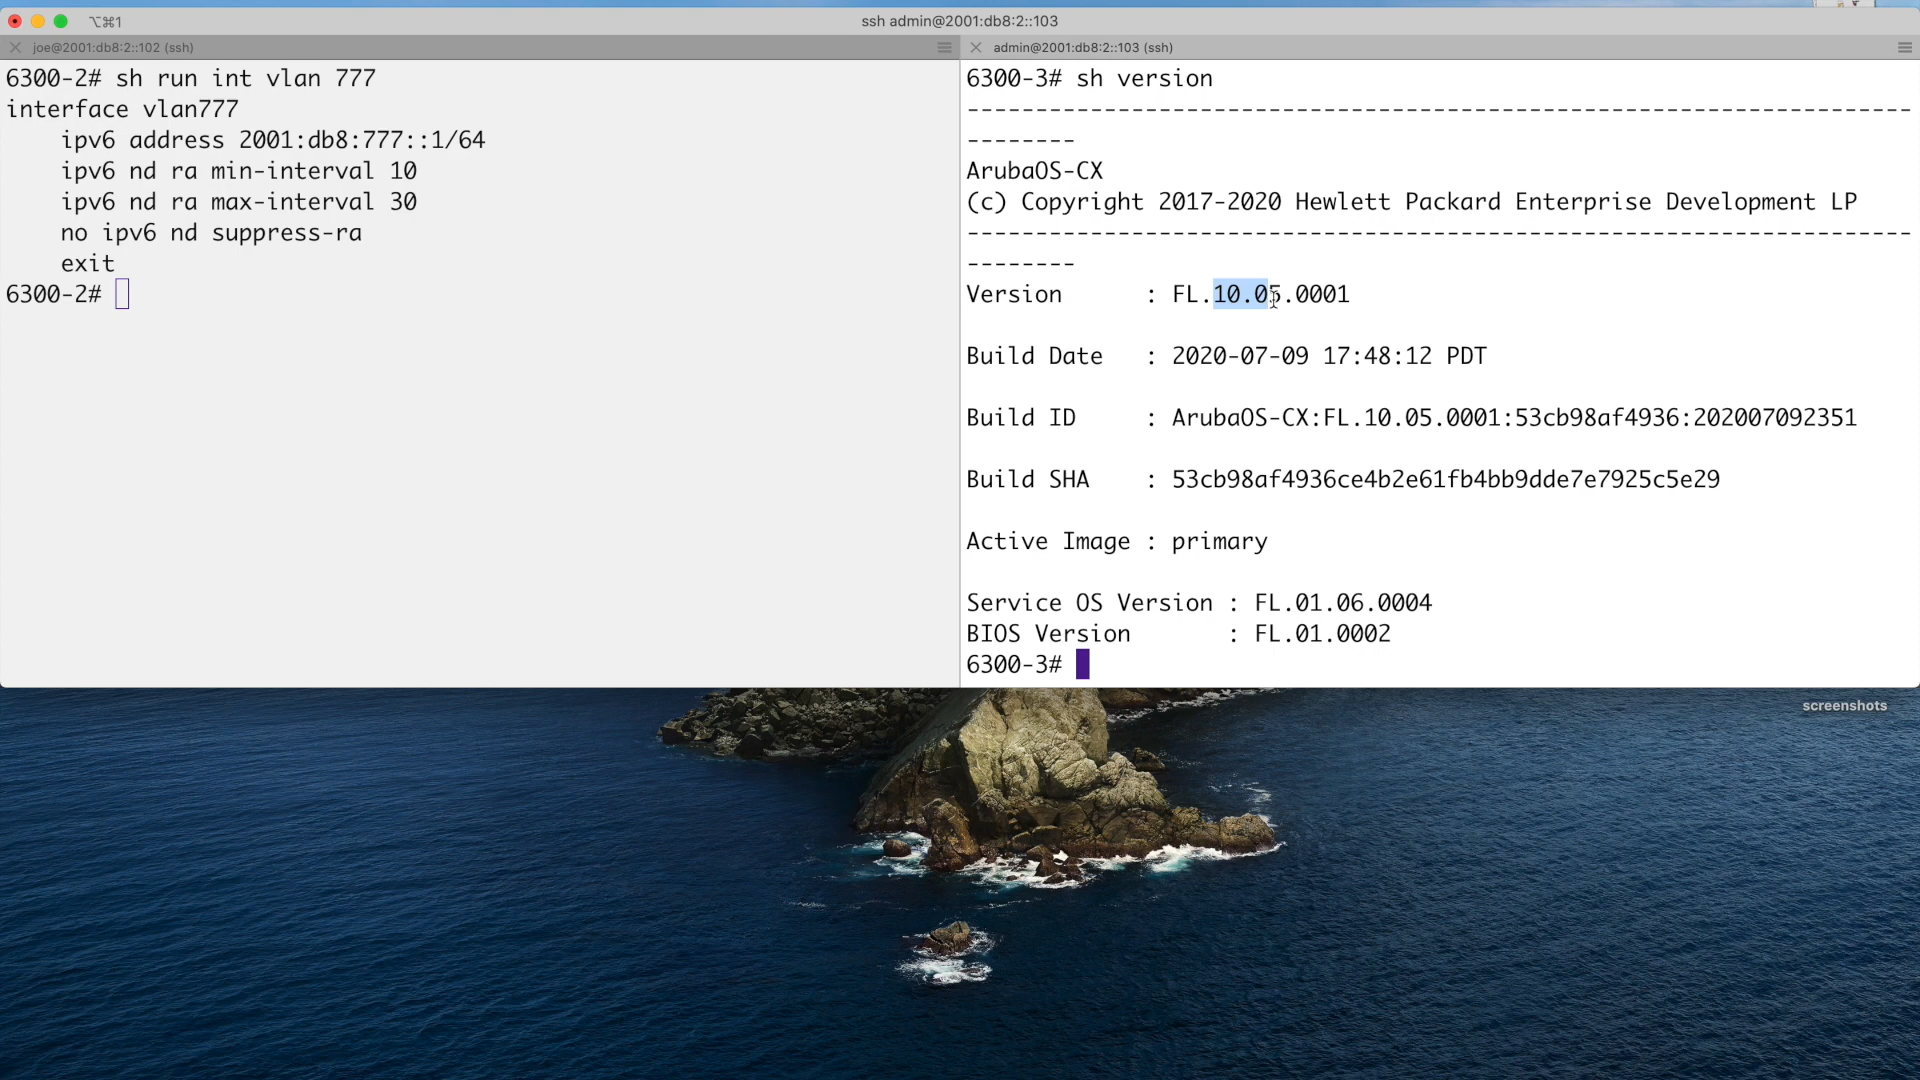 ⌥⌘1
ssh admin@2001:db8:2::103
joe@2001:db8:2::102 (ssh)
admin@2001:db8:2::103 (ssh)
6300-2# sh run int vlan 777
interface vlan777
    ipv6 address 2001:db8:777::1/64
    ipv6 nd ra min-interval 10
    ipv6 nd ra max-interval 30
    no ipv6 nd suppress-ra
    exit
6300-2#
6300-3# sh version
---------------------------------------------------------------------
--------
ArubaOS-CX
(c) Copyright 2017-2020 Hewlett Packard Enterprise Development LP
---------------------------------------------------------------------
--------
Version      : FL.10.05.0001
Build Date   : 2020-07-09 17:48:12 PDT
Build ID     : ArubaOS-CX:FL.10.05.0001:53cb98af4936:202007092351
Build SHA    : 53cb98af4936ce4b2e61fb4bb9dde7e7925c5e29
Active Image : primary
Service OS Version : FL.01.06.0004
BIOS Version       : FL.01.0002
6300-3#
screenshots